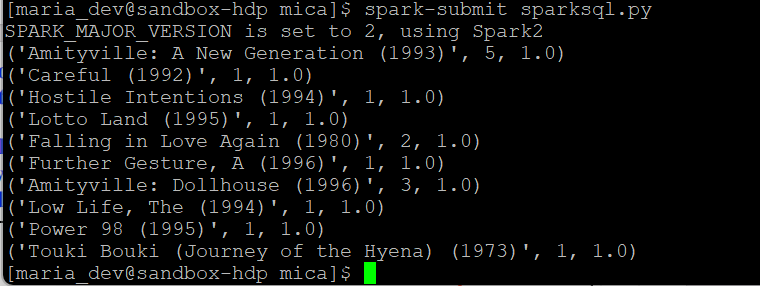 [maria_dev@sandbox-hdp mica]$ spark-submit sparksql.py
SPARK_MAJOR_VERSION is set to 2, using Spark2
('Amityville: A New Generation (1993)', 5, 1.0)
('Careful (1992)', 1, 1.0)
('Hostile Intentions (1994)', 1, 1.0)
('Lotto Land (1995)', 1, 1.0)
('Falling in Love Again (1980)', 2, 1.0)
('Further Gesture, A (1996)', 1, 1.0)
('Amityville: Dollhouse (1996)', 3, 1.0)
('Low Life, The (1994)', 1, 1.0)
('Power 98 (1995)', 1, 1.0)
('Touki Bouki (Journey of the Hyena) (1973)', 1, 1.0)
[maria_dev@sandbox-hdp mica]$